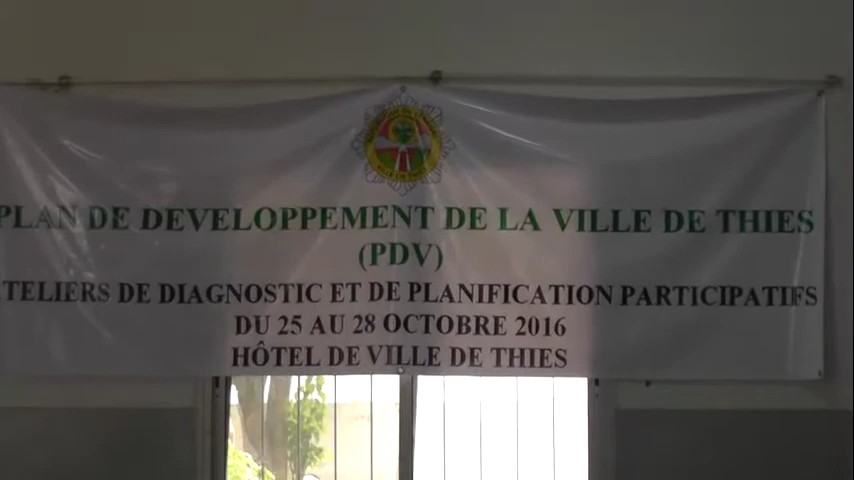 PLAN DE DEVELOPPEMENT DE LA VILLE DE THIES
(PDV)
TELIERS DE DIAGNOSTIC ET DE PLANIFICATION PARTICIPATIFS
DU 25 AU 28 OCTOBRE 2016
HÔTEL DE VILLE DE THIES